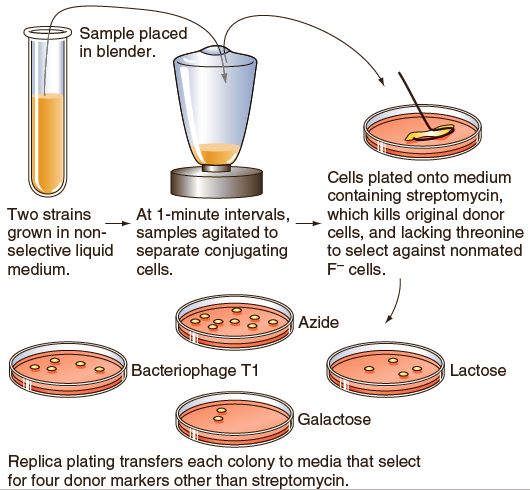 Sample placed
in blender.
Two strains
grown in non-
selective liquid
medium.
At 1-minute intervals,
samples agitated to
separate conjugating
cells.
Cells plated onto medium
containing streptomycin,
which kills original donor
cells, and lacking threonine
to select against nonmated
F– cells.
Azide
Bacteriophage T1
Lactose
Galactose
Replica plating transfers each colony to media that select
for four donor markers other than streptomycin.